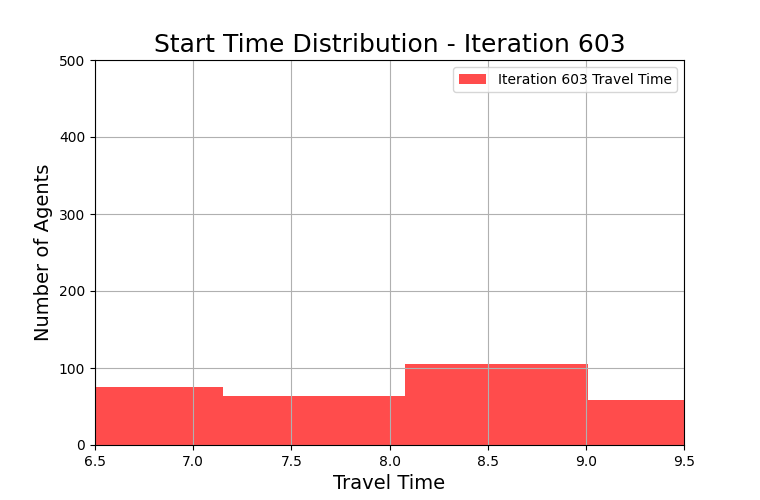 Start Time Distribution - Iteration 603
500
400
300
200
100
0
Number of Agents
Iteration 603 Travel Time
6.5 7.0 7.5 8.0 8.5 9.0 9.5
Travel Time